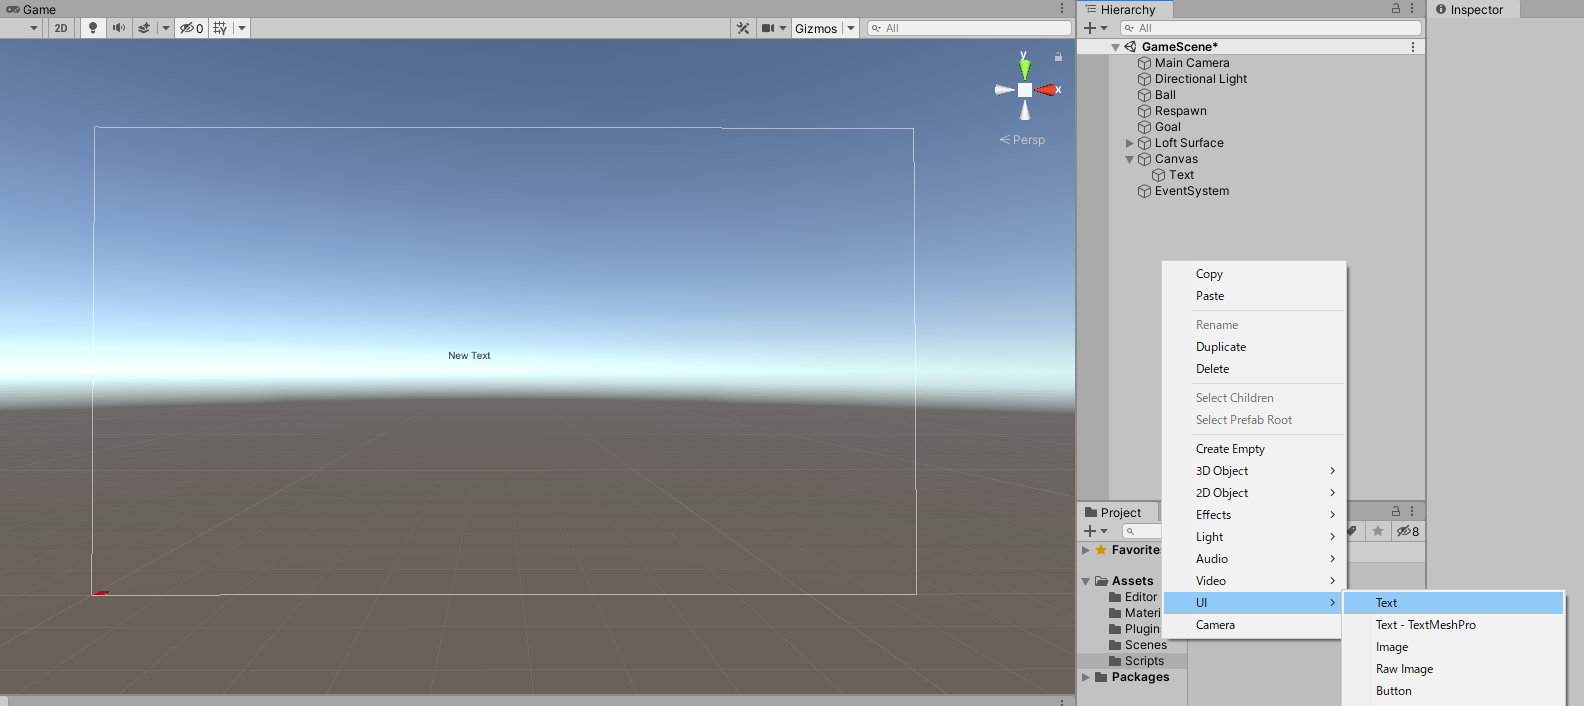 Game
2D
0
Gizmos
All
y
x
Persp
New Text
Hierarchy
All
GameScene*
Main Camera
Directional Light
Ball
Respawn
Goal
Loft Surface
Canvas
Text
EventSystem
Inspector
Copy
Paste
Rename
Duplicate
Delete
Select Children
Select Prefab Root
Create Empty
3D Object
2D Object
Effects
Light
Audio
Video
UI
Camera
Text
Text - TextMeshPro
Image
Raw Image
Button
Project
8
Favorite
Assets
Editor
Materi
Plugin
Scenes
Scripts
Packages